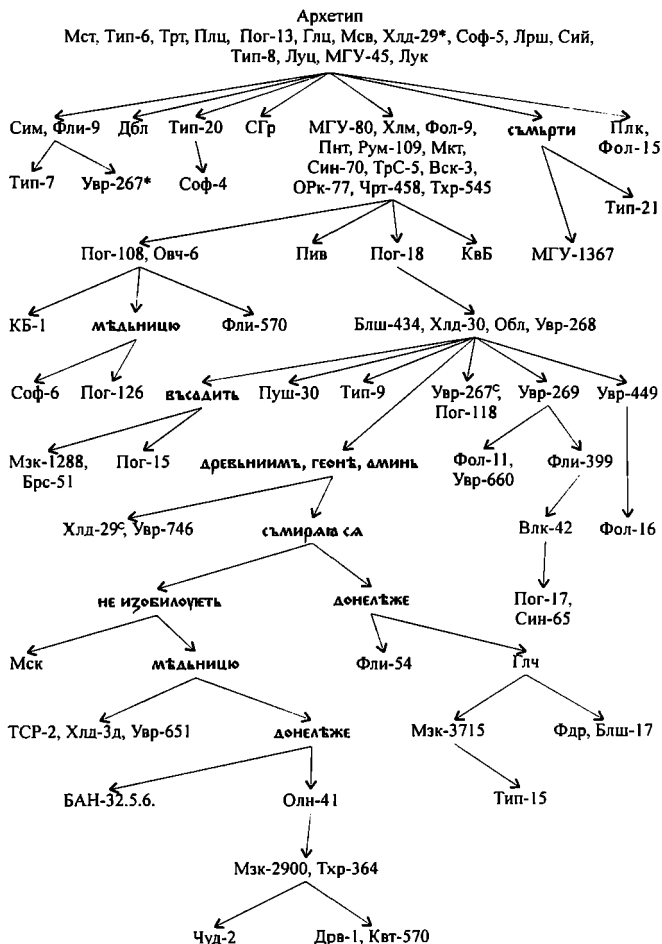 Архетип
Мст, Тип-6, Трт, Плц, Пог-13, Глц, Мсв, Хлд-29*, Соф-5, Лрш, Сий,
Тип-8, Луц, МГУ-45, Лук
Сим, Фли-9 Дбл Тип-20 СГр МГУ-80, Хлм, Фол-9, съмьрти Плк,
Пнт, Рум-109, Мкт, Фол-15
Тип-7 Увр-267* Соф-4 Син-70, ТрС-5, Вск-3,
ОРк-77, Чрт-458, Тхр-545 Тип-21
Пог-108, Овч-6 Пив Пог-18 КвБ МГУ-1367
КБ-1 мѣдьницю Фли-570 Блш-434, Хлд-30, Обл, Увр-268
Соф-6 Пог-126 въсадить Пуш-30 Тип-9 Увр-267ᶜ, Увр-269 Увр-449
Пог-118
Мзк-1288, Пог-15 древьниимъ, геонѣ, аминь Фол-11, Фли-399
Брс-51 Увр-660
Хлд-29ᶜ, Увр-746 съмирꙗꙗ сѧ Влк-42 Фол-16
не изобилоуѥть донелѣже Пог-17,
Син-65
Мск мѣдьницю Фли-54 Глч
ТСР-2, Хлд-3д, Увр-651 донелѣже Мзк-3715 Фдр, Блш-17
БАН-32.5.6. Олн-41 Тип-15
Мзк-2900, Тхр-364
Чуд-2 Дрв-1, Квт-570